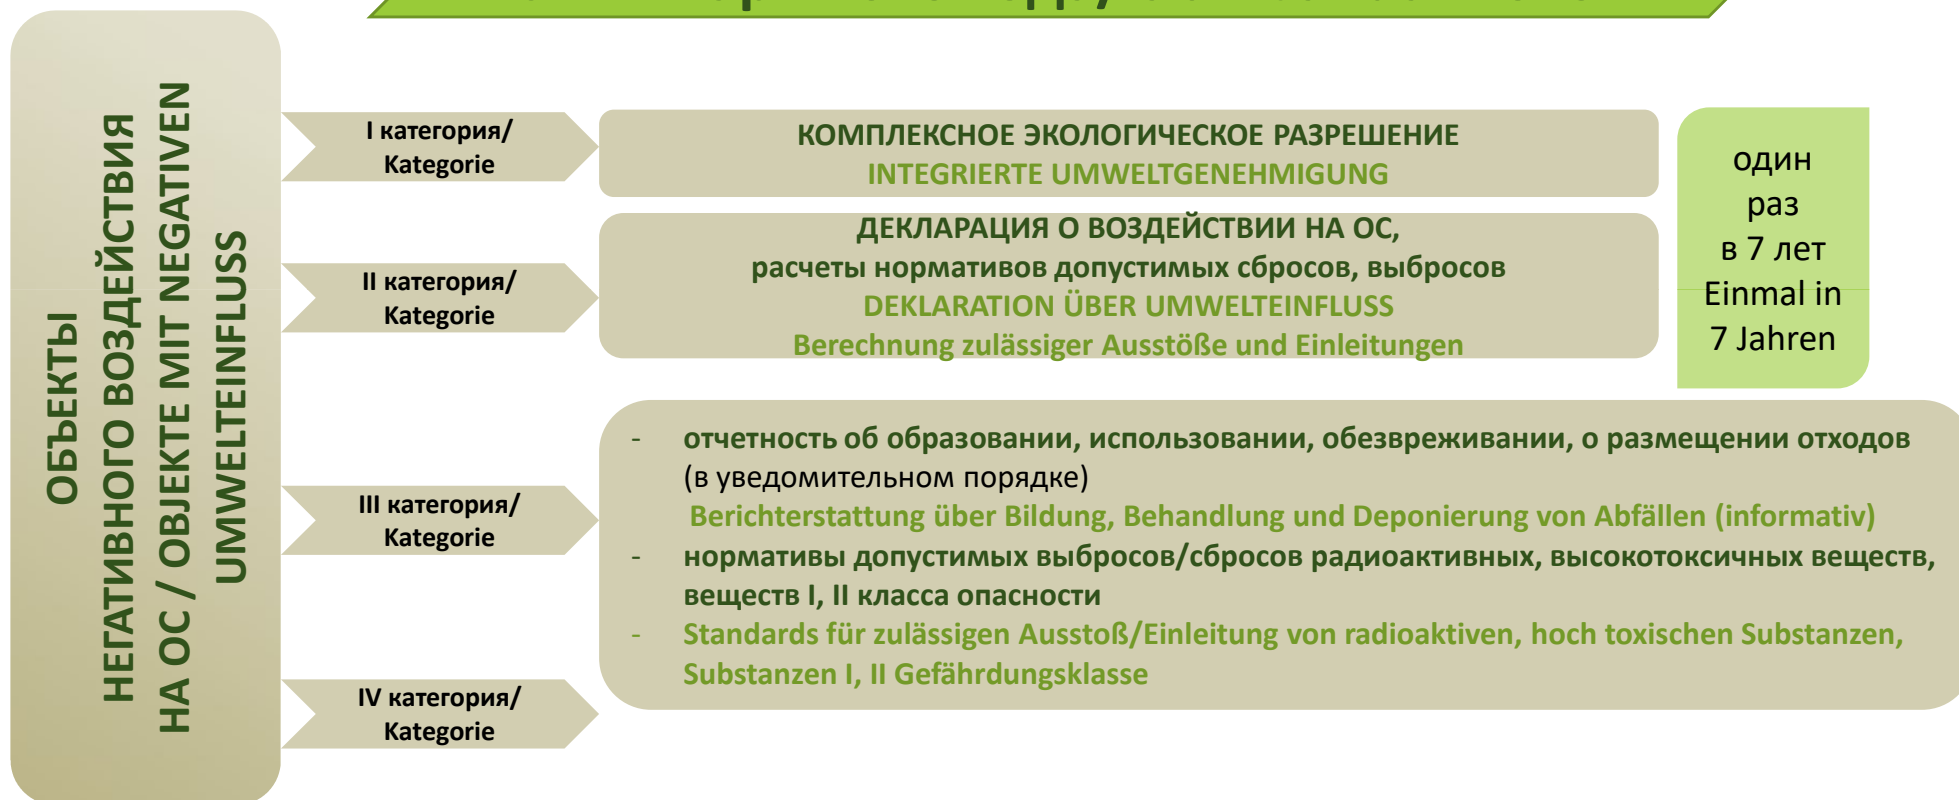 ОБЪЕКТЫ
НЕГАТИВНОГО ВОЗДЕЙСТВИЯ
НА ОС / OBJEKTE MIT NEGATIVEN
UMWELTEINFLUSS
I категория/
Kategorie
КОМПЛЕКСНОЕ ЭКОЛОГИЧЕСКОЕ РАЗРЕШЕНИЕ
INTEGRIERTE UMWELTGENEHMIGUNG
II категория/
Kategorie
ДЕКЛАРАЦИЯ О ВОЗДЕЙСТВИИ НА ОС,
расчеты нормативов допустимых сбросов, выбросов
DEKLARATION ÜBER UMWELTEINFLUSS
Berechnung zulässiger Ausstöße und Einleitungen
один
раз
в 7 лет
Einmal in
7 Jahren
III категория/
Kategorie
- отчетность об образовании, использовании, обезвреживании, о размещении отходов
(в уведомительном порядке)
Berichterstattung über Bildung, Behandlung und Deponierung von Abfällen (informativ)
- нормативы допустимых выбросов/сбросов радиоактивных, высокотоксичных веществ,
веществ I, II класса опасности
- Standards für zulässigen Ausstoß/Einleitung von radioaktiven, hoch toxischen Substanzen,
Substanzen I, II Gefährdungsklasse
IV категория/
Kategorie